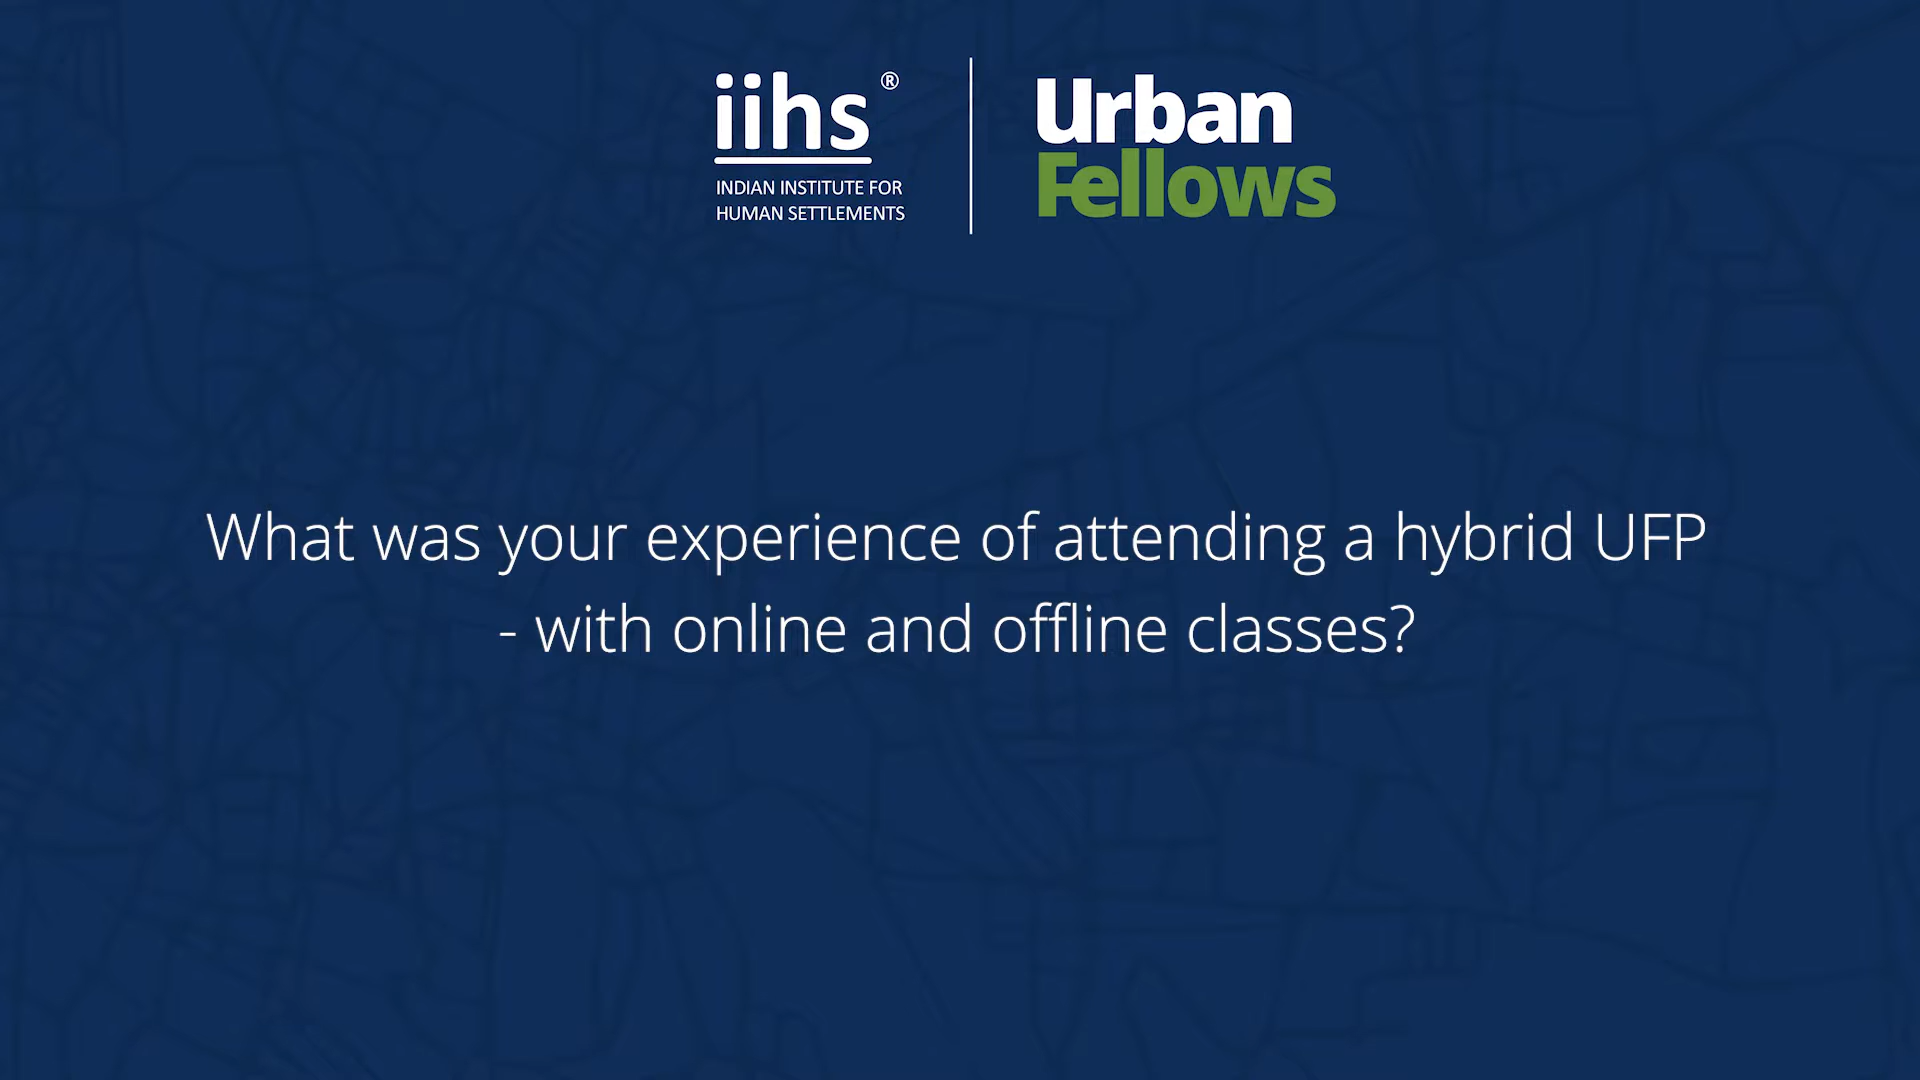 iihs®
INDIAN INSTITUTE FOR
HUMAN SETTLEMENTS
Urban
Fellows
What was your experience of attending a hybrid UFP
- with online and offline classes?